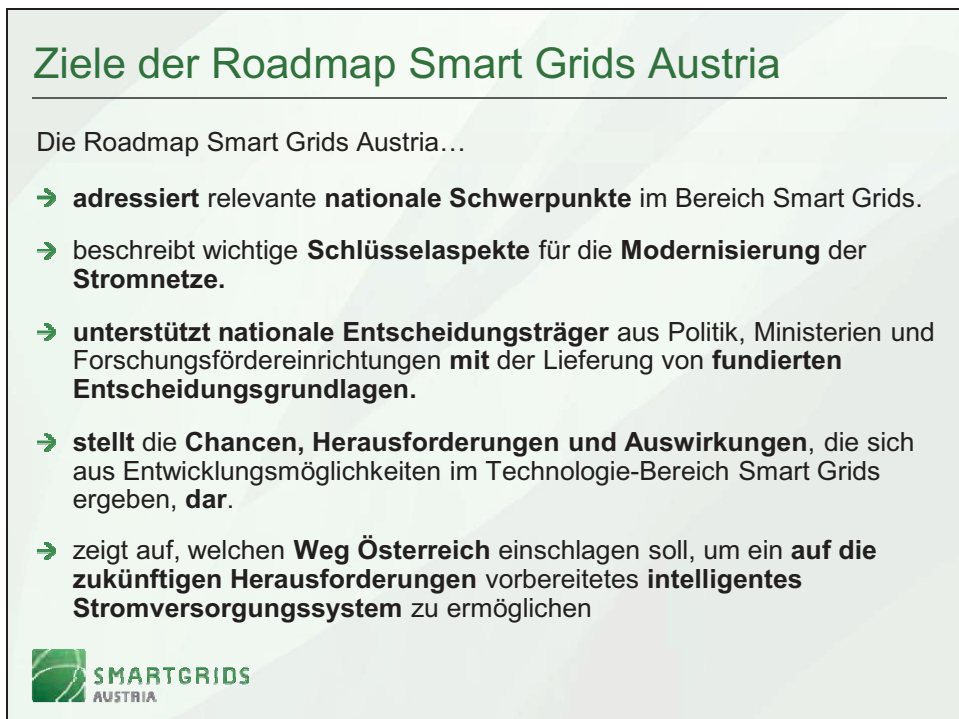 Ziele der Roadmap Smart Grids Austria
Die Roadmap Smart Grids Austria…
adressiert relevante nationale Schwerpunkte im Bereich Smart Grids.
beschreibt wichtige Schlüsselaspekte für die Modernisierung der
Stromnetze.
unterstützt nationale Entscheidungsträger aus Politik, Ministerien und
Forschungsfördereinrichtungen mit der Lieferung von fundierten
Entscheidungsgrundlagen.
stellt die Chancen, Herausforderungen und Auswirkungen, die sich
aus Entwicklungsmöglichkeiten im Technologie-Bereich Smart Grids
ergeben, dar.
zeigt auf, welchen Weg Österreich einschlagen soll, um ein auf die
zukünftigen Herausforderungen vorbereitetes intelligentes
Stromversorgungssystem zu ermöglichen
SMARTGRIDS
AUSTRIA